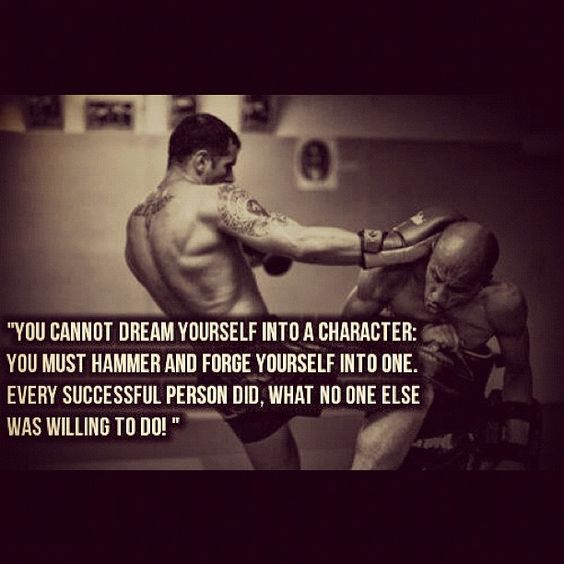 "YOU CANNOT DREAM YOURSELF INTO A CHARACTER:
YOU MUST HAMMER AND FORGE YOURSELF INTO ONE.
EVERY SUCCESSFUL PERSON DID, WHAT NO ONE ELSE
WAS WILLING TO DO! "